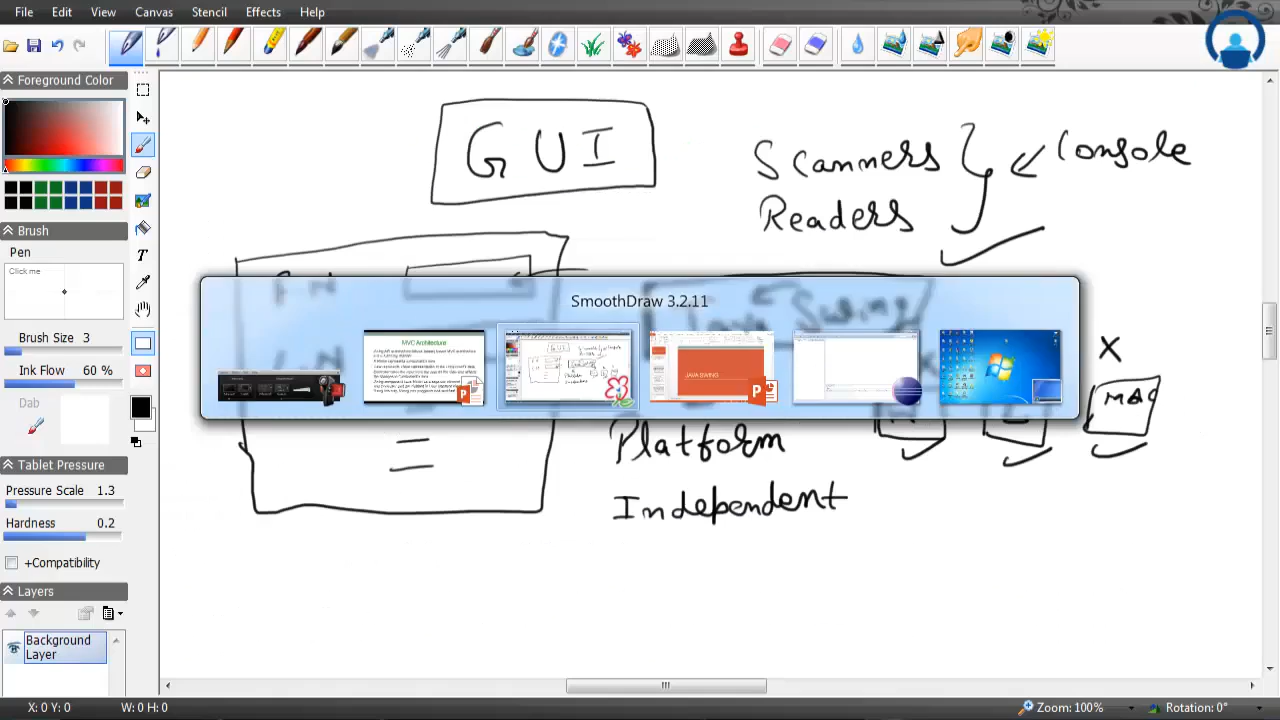 File Edit View Canvas Stencil Effects Help
Foreground Color
Brush
Pen
Click me
Brush Size 3
Ink Flow 60 %
Dab
Tablet Pressure
Pressure Scale 1.3
Hardness 0.2
+Compatibility
Layers
Background
Layer
GUI
Scanners
Readers
Console
SmoothDraw 3.2.11
Swing
MVC Architecture
JAVA SWING
X
MAC
Platform
Independent
X: 0 Y: 0 W: 0 H: 0 Zoom: 100% Rotation: 0°